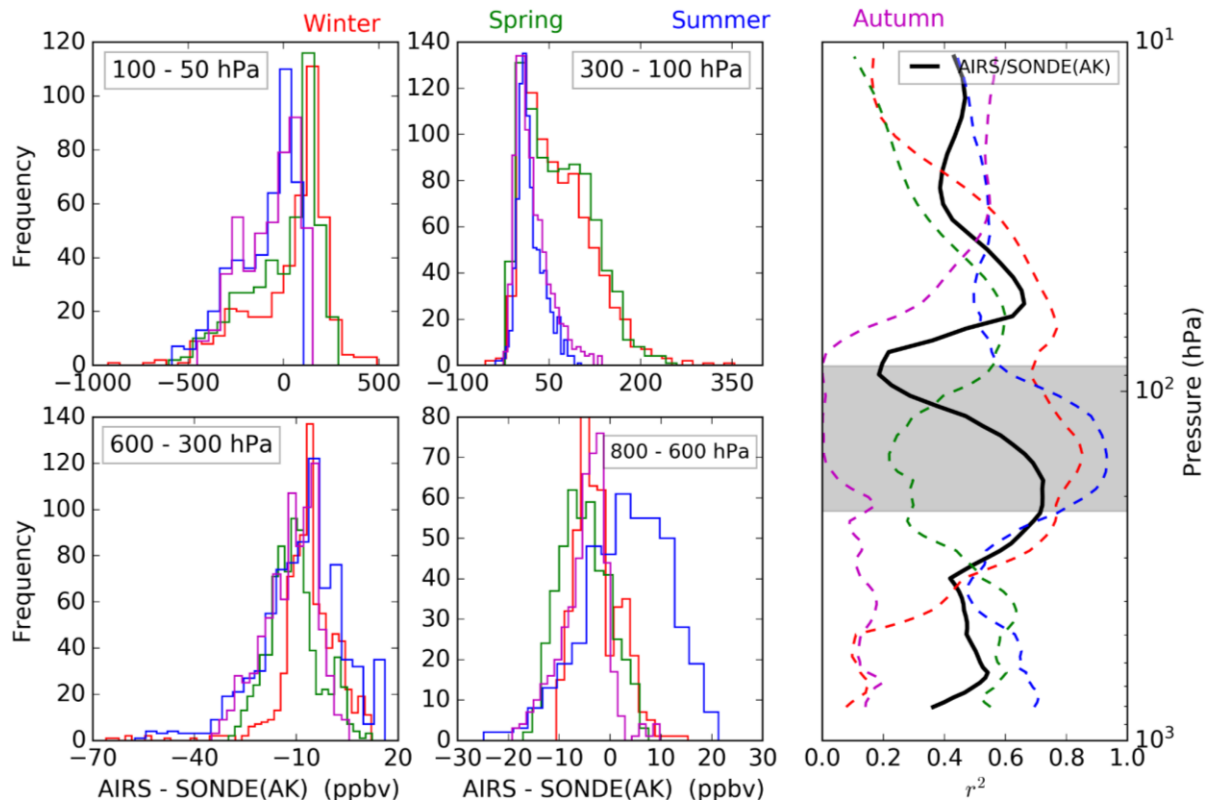 Winter Spring Summer Autumn
120
100
80
60
40
20
0
Frequency
100 - 50 hPa
−1000 −500 0 500
140
120
100
80
60
40
20
0
300 - 100 hPa
−100 50 200 350
140
120
100
80
60
40
20
0
Frequency
600 - 300 hPa
−70 −40 −10 20
AIRS - SONDE(AK) (ppbv)
80
70
60
50
40
30
20
10
0
800 - 600 hPa
−30 −20 −10 0 10 20 30
AIRS - SONDE(AK) (ppbv)
AIRS/SONDE(AK)
10¹
10²
10³
Pressure (hPa)
0.0 0.2 0.4 0.6 0.8 1.0
r²